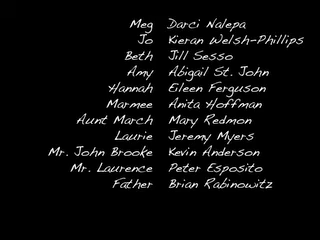 Meg Darci Nalepa
Jo Kieran Welsh-Phillips
Beth Jill Sesso
Amy Abigail St. John
Hannah Eileen Ferguson
Marmee Anita Hoffman
Aunt March Mary Redmon
Laurie Jeremy Myers
Mr. John Brooke Kevin Anderson
Mr. Laurence Peter Esposito
Father Brian Rabinowitz